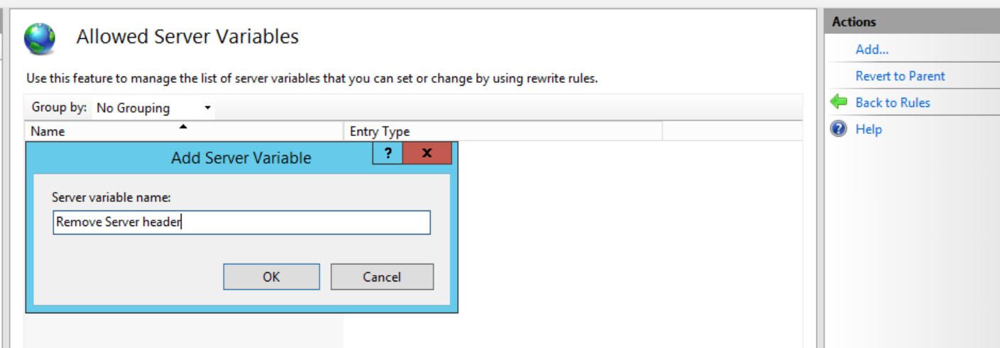 Allowed Server Variables
Use this feature to manage the list of server variables that you can set or change by using rewrite rules.
Group by: No Grouping
Name Entry Type
Add Server Variable ? x
Server variable name:
Remove Server header
OK Cancel
Actions
Add...
Revert to Parent
Back to Rules
? Help